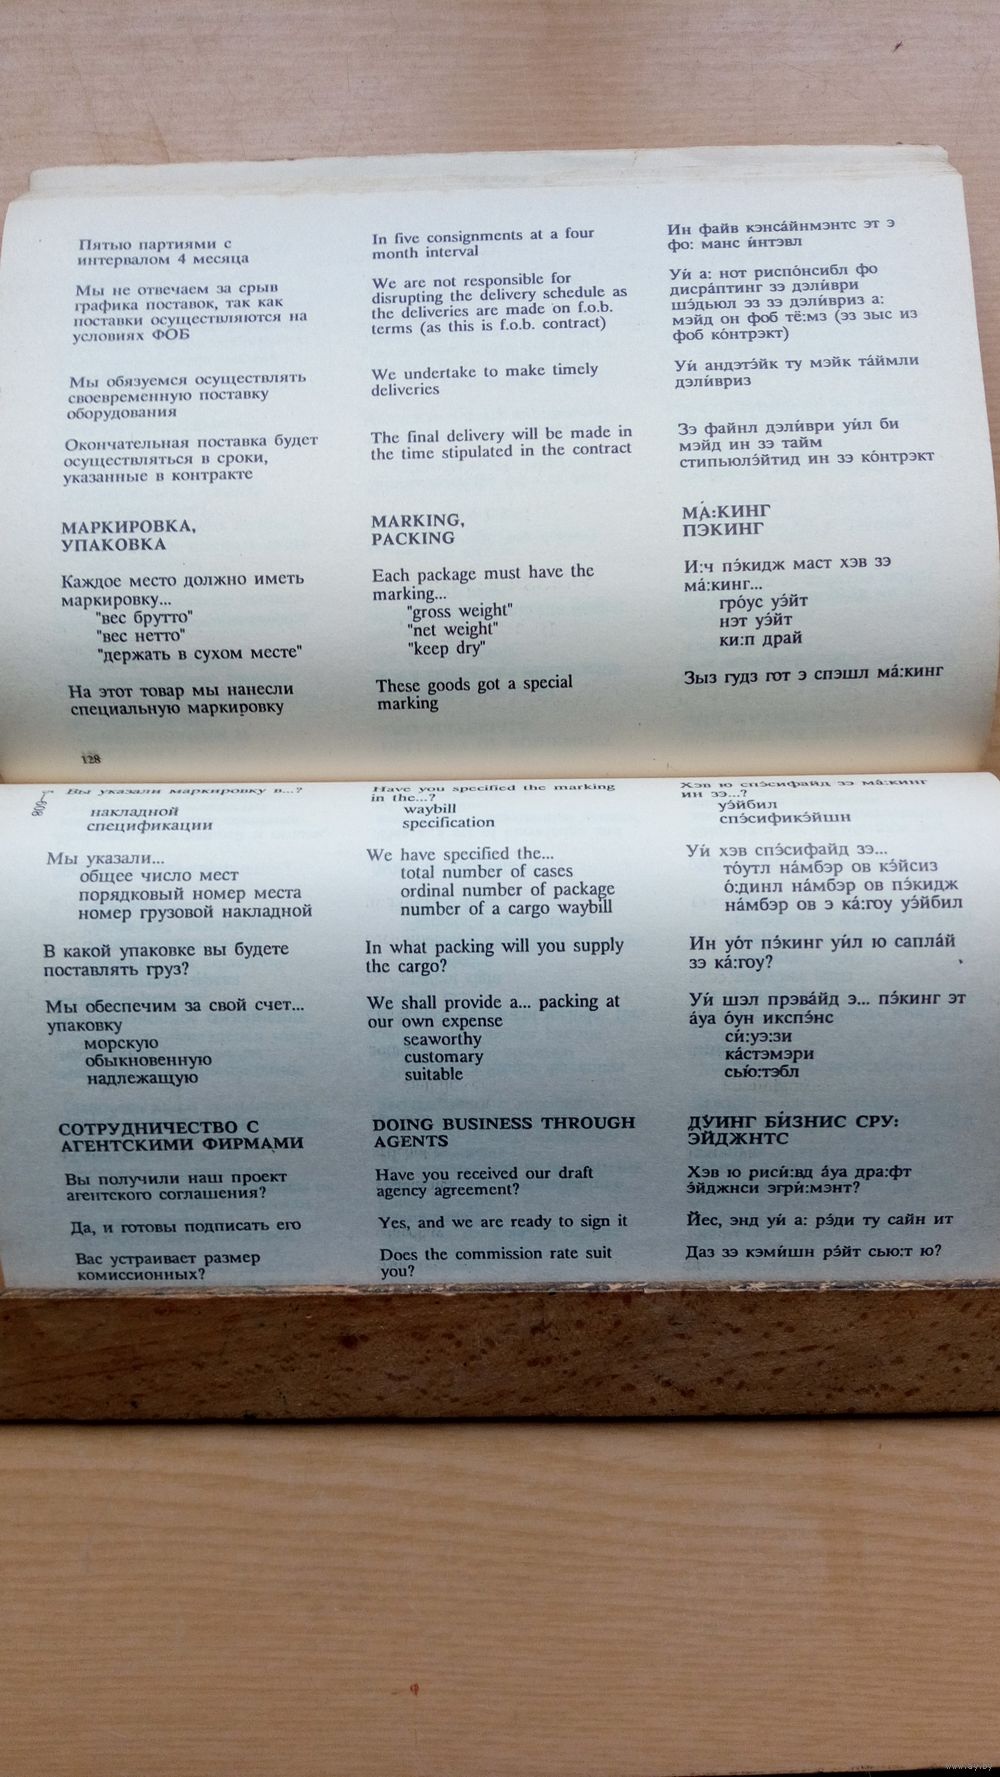 Пятью партиями с
интервалом 4 месяца
In five consignments at a four
month interval
Ин файв кэнса́йнмэнтс эт э
фо: манс и́нтэвл
Мы не отвечаем за срыв
графика поставок, так как
поставки осуществляются на
условиях ФОБ
We are not responsible for
disrupting the delivery schedule as
the deliveries are made on f.o.b.
terms (as this is f.o.b. contract)
Уи́ а: нот риспо́нсибл фо
дисра́птинг зэ дэли́ври
шэ́дьюл эз зэ дэли́вриз а:
мэйд он фоб тё:мз (эз зыс из
фоб ко́нтрэкт)
Мы обязуемся осуществлять
своевременную поставку
оборудования
We undertake to make timely
deliveries
Уи́ андэтэ́йк ту мэйк та́ймли
дэли́вриз
Окончательная поставка будет
осуществляться в сроки,
указанные в контракте
The final delivery will be made in
the time stipulated in the contract
Зэ файнл дэли́ври уи́л би
мэйд ин зэ тайм
стипьюлэ́йтид ин зэ ко́нтрэкт
МАРКИРОВКА,
УПАКОВКА
MARKING,
PACKING
МА́:КИНГ
ПЭ́КИНГ
Каждое место должно иметь
маркировку...
"вес брутто"
"вес нетто"
"держать в сухом месте"
Each package must have the
marking...
"gross weight"
"net weight"
"keep dry"
И:ч пэ́кидж маст хэв зэ
ма́:кинг...
гро́ус уэ́йт
нэт уэ́йт
ки:п драй
На этот товар мы нанесли
специальную маркировку
These goods got a special
marking
Зыз гудз гот э спэшл ма́:кинг
128
Вы указали маркировку в...?
накладной
спецификации
Have you specified the marking
in the...?
waybill
specification
Хэв ю спэ́сифайд зэ ма́:кинг
ин зэ...?
уэ́йбил
спэ́сификэ́йшн
Мы указали...
общее число мест
порядковый номер места
номер грузовой накладной
We have specified the...
total number of cases
ordinal number of package
number of a cargo waybill
Уи́ хэв спэ́сифайд зэ...
то́утл на́мбэр ов кэ́йсиз
о́:динл на́мбэр ов пэ́кидж
на́мбэр ов э ка́:гоу уэ́йбил
В какой упаковке вы будете
поставлять груз?
In what packing will you supply
the cargo?
Ин уо́т пэ́кинг уи́л ю сапла́й
зэ ка́:гоу?
Мы обеспечим за свой счет...
упаковку
морскую
обыкновенную
надлежащую
We shall provide a... packing at
our own expense
seaworthy
customary
suitable
Уи́ шэл прэва́йд э... пэ́кинг эт
а́уа о́ун икспэ́нс
си́:уэ:зи
ка́стэмэри
сью́:тэбл
СОТРУДНИЧЕСТВО С
АГЕНТСКИМИ ФИРМАМИ
DOING BUSINESS THROUGH
AGENTS
ДУ́ИНГ БИ́ЗНИС СРУ:
ЭЙДЖНТС
Вы получили наш проект
агентского соглашения?
Have you received our draft
agency agreement?
Хэв ю риси́:вд а́уа дра:фт
э́йджнси эгри́:мэнт?
Да, и готовы подписать его
Yes, and we are ready to sign it
Йес, энд уи́ а: рэ́ди ту сайн ит
Вас устраивает размер
комиссионных?
Does the commission rate suit
you?
Даз зэ кэми́шн рэ́йт сью:т ю?